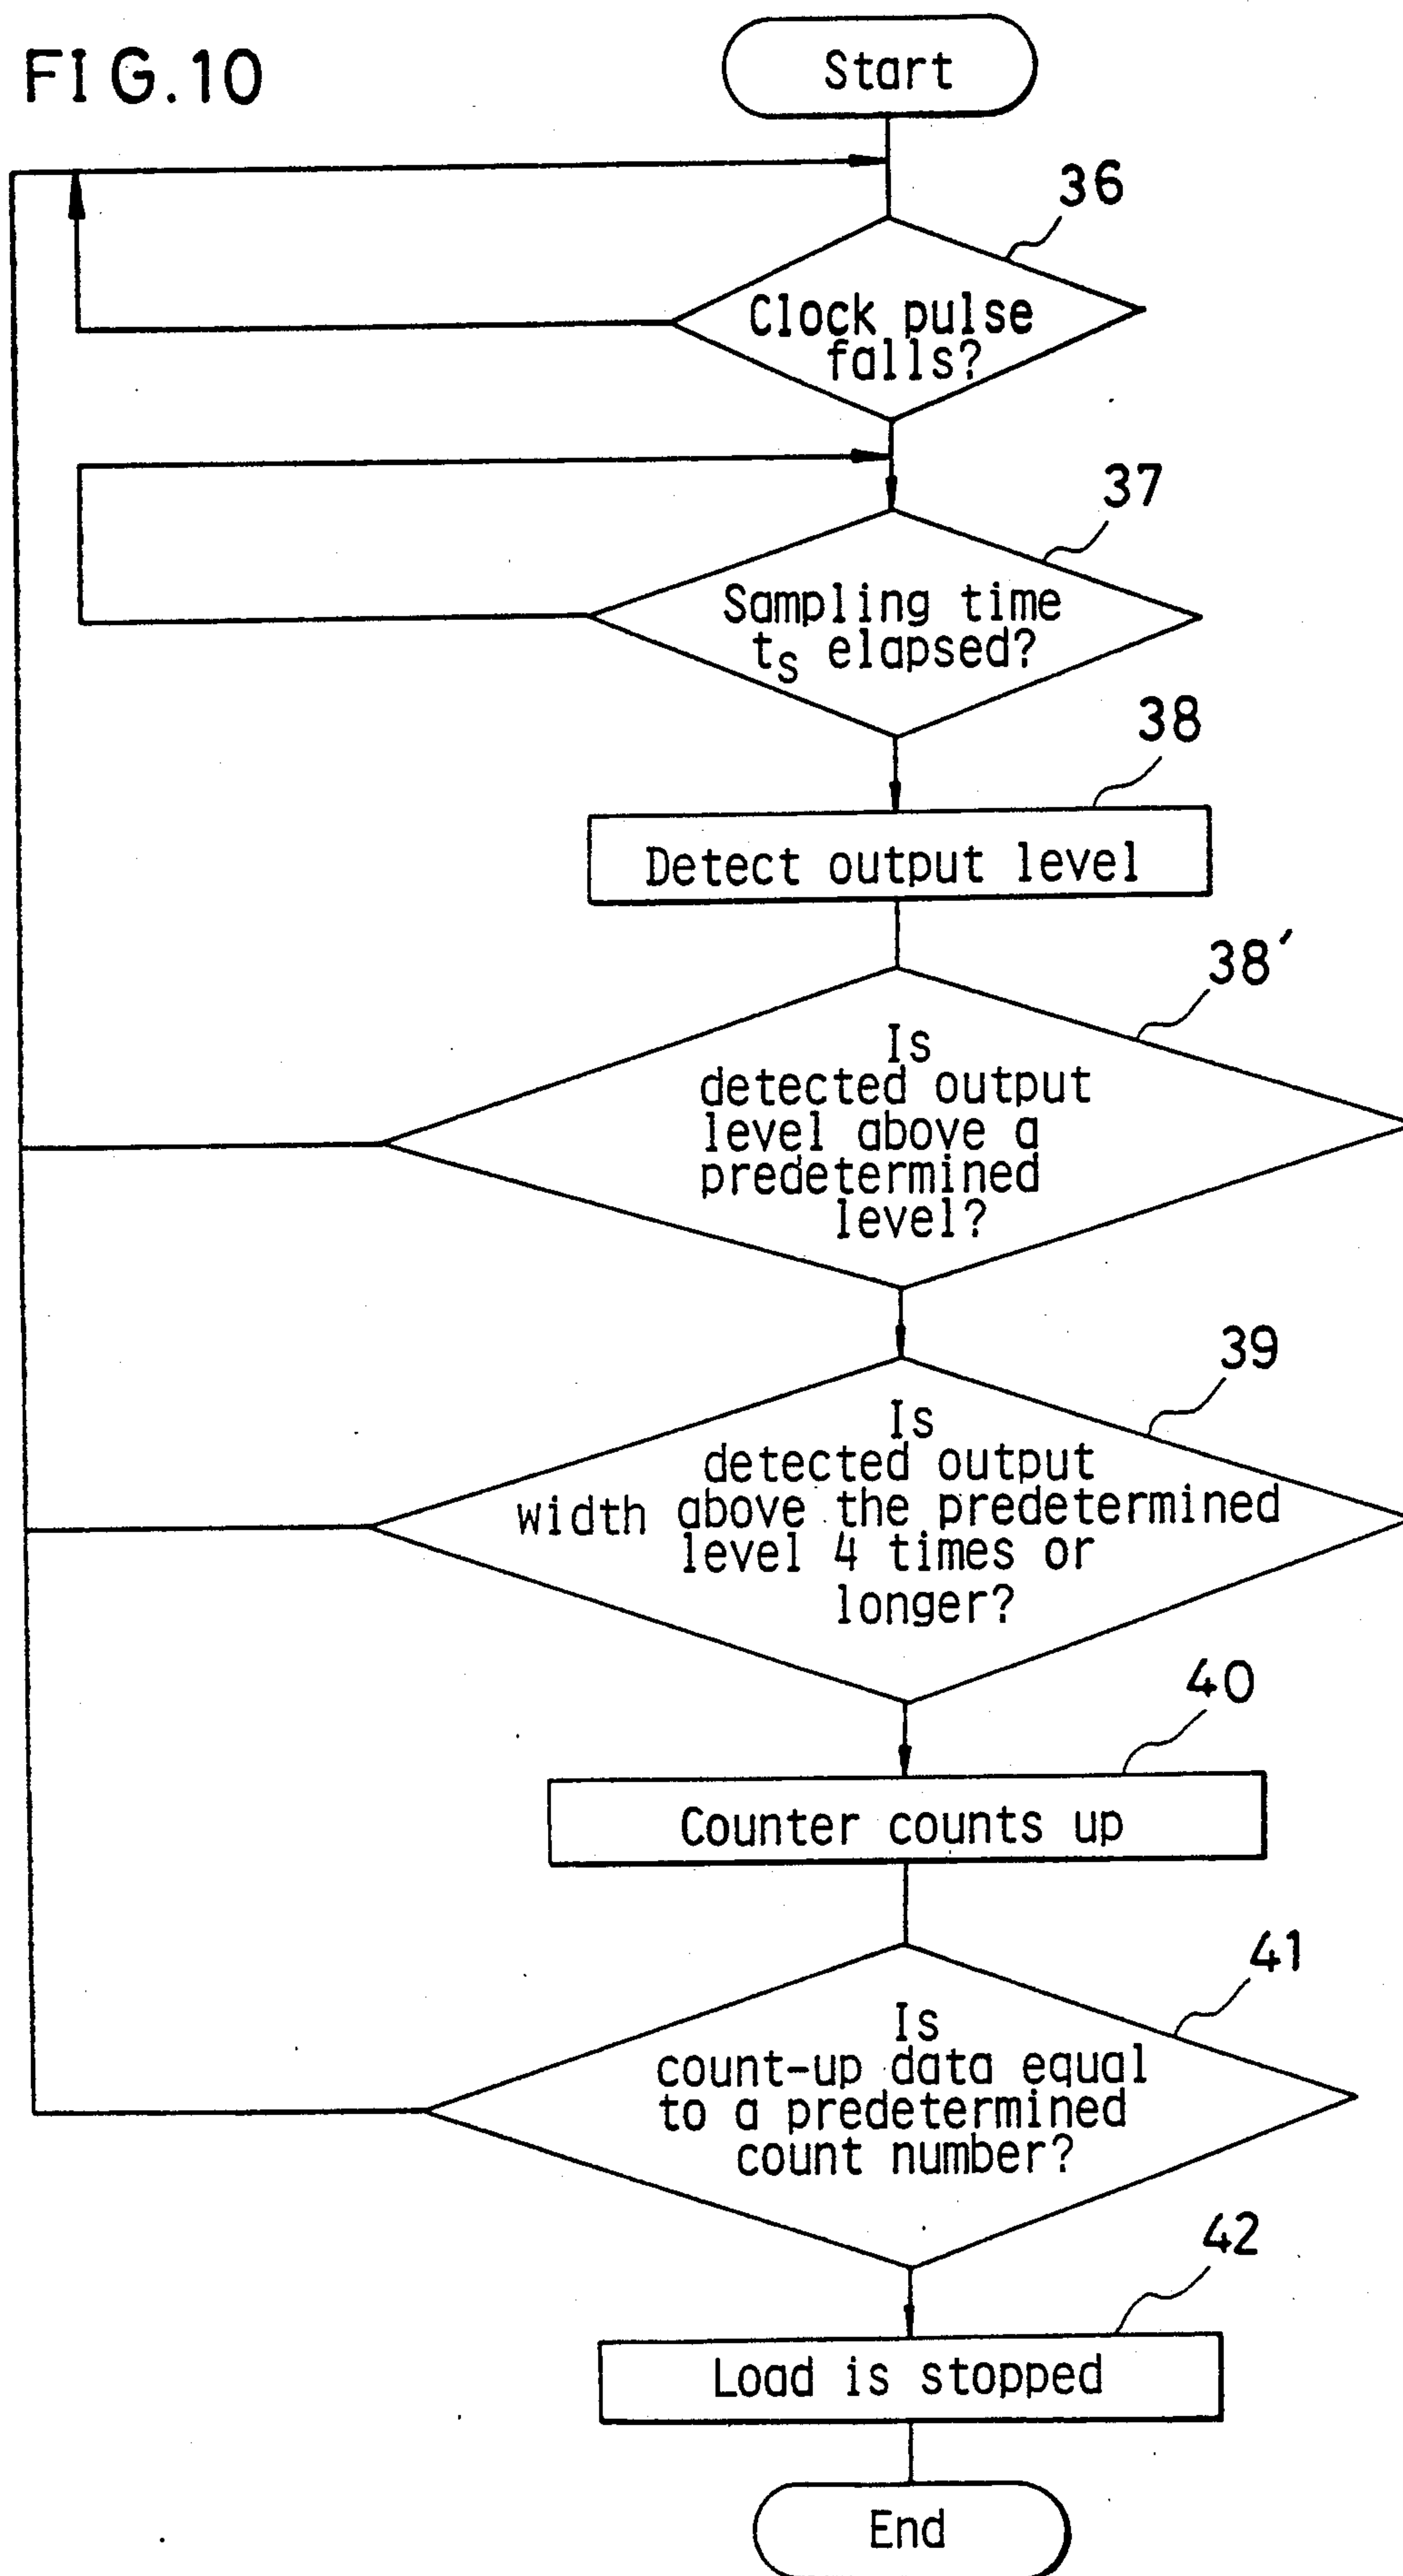 FIG.10
Start
36
Clock pulse
falls?
37
Sampling time
ts elapsed?
38
Detect output level
38′
Is
detected output
level above a
predetermined
level?
39
Is
detected output
width above the predetermined
level 4 times or
longer?
40
Counter counts up
41
Is
count-up data equal
to a predetermined
count number?
42
Load is stopped
End